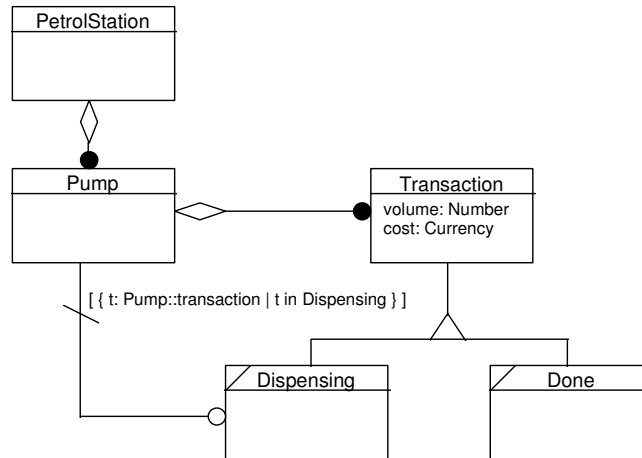 PetrolStation
Pump
Transaction
volume: Number
cost: Currency
[ { t: Pump::transaction | t in Dispensing } ]
Dispensing
Done